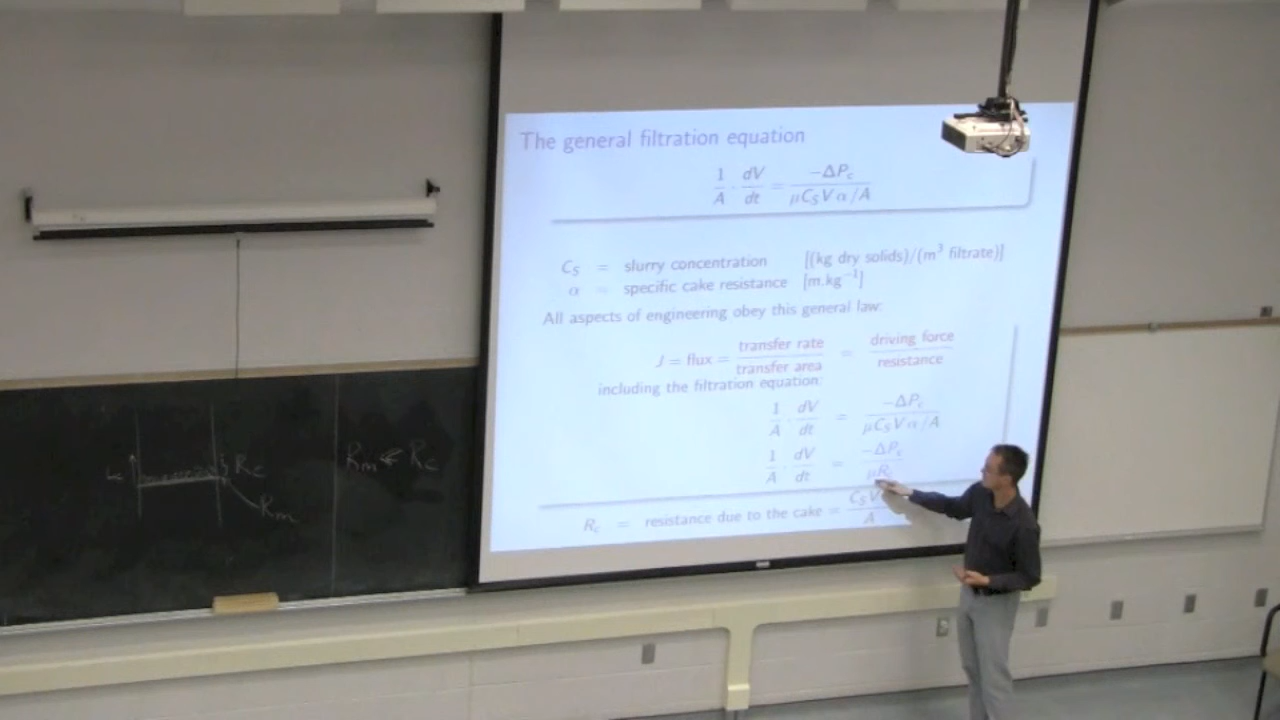 The general filtration equation
1/A · dV/dt = −ΔP_c / μC_S V α/A
C_S = slurry concentration [(kg dry solids)/(m³ filtrate)]
α = specific cake resistance [m.kg⁻¹]
All aspects of engineering obey this general law:
J = flux = transfer rate / transfer area = driving force / resistance
including the filtration equation:
1/A · dV/dt = −ΔP_c / μC_S V α/A
1/A · dV/dt = −ΔP_c / μR_c
R_c = resistance due to the cake = C_S V / A
R_c
R_m
R_m ≪ R_c